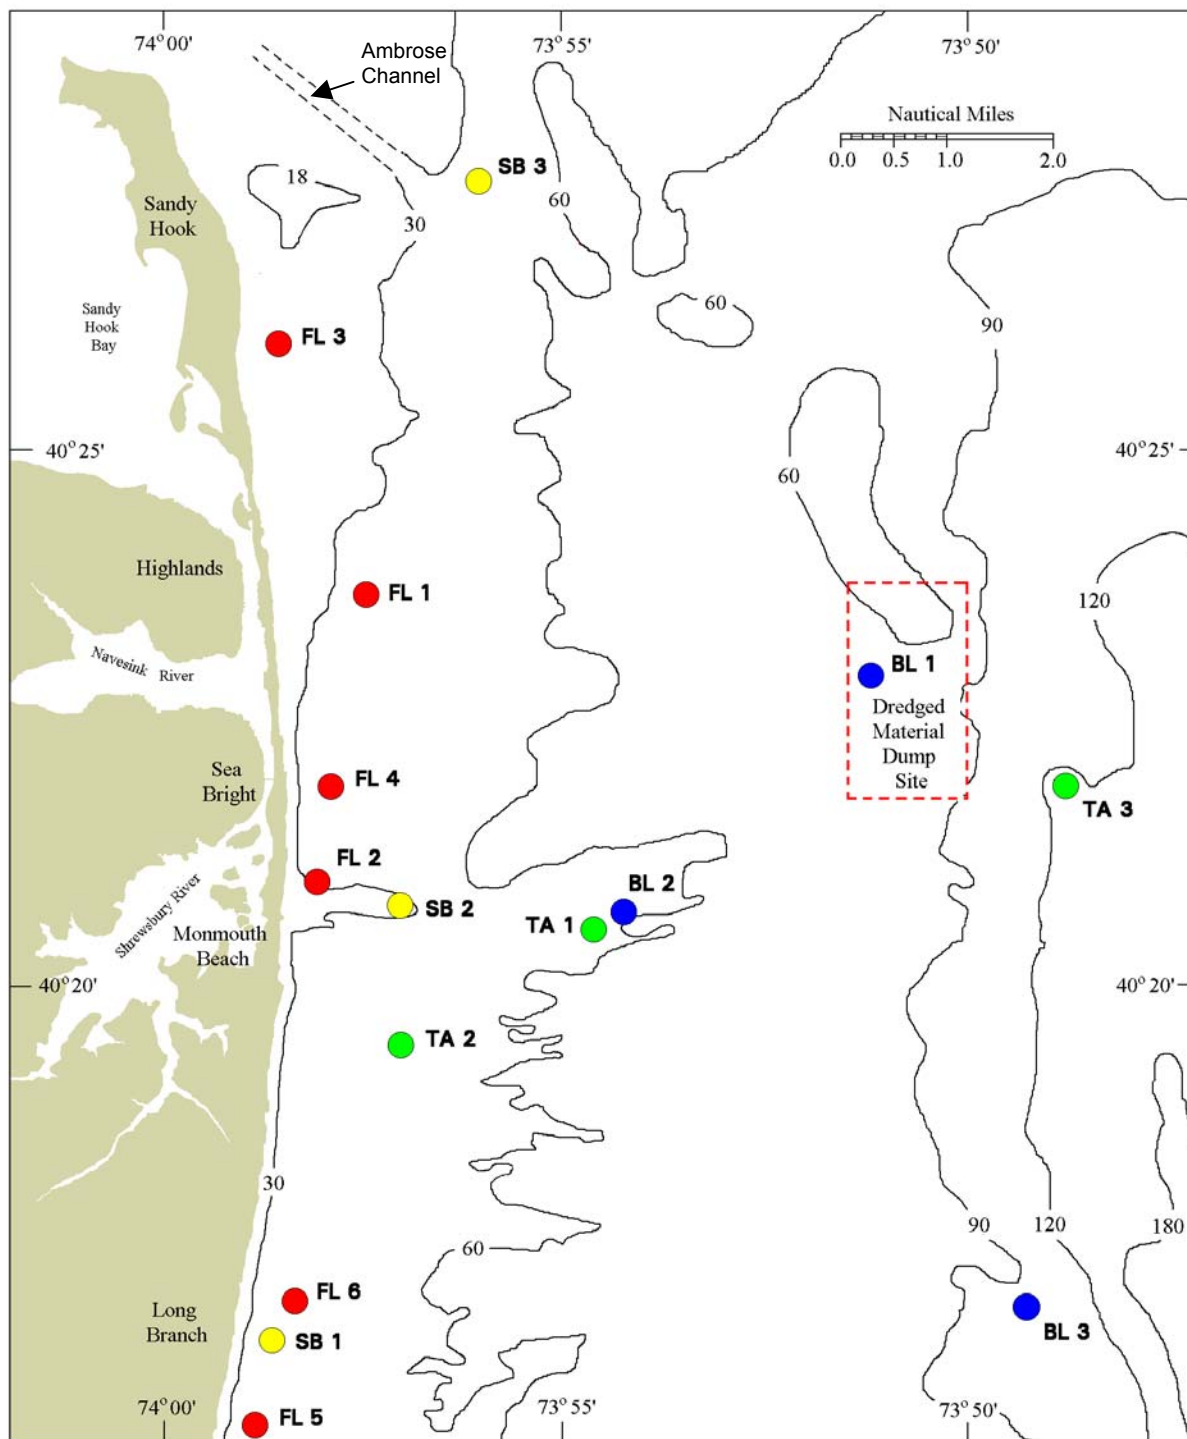 74°00'
73°55'
73°50'
Ambrose
Channel
Nautical Miles
0.0 0.5 1.0 2.0
SB 3
18
60
30
Sandy
Hook
Sandy
Hook
Bay
FL 3
60
90
40°25'
40°25'
60
Highlands
FL 1
120
Navesink River
BL 1
Dredged
Material
Dump
Site
Sea
Bright
FL 4
TA 3
FL 2
BL 2
SB 2
TA 1
Shrewsbury River
Monmouth
Beach
40°20'
40°20'
TA 2
30
90
120
180
60
FL 6
Long
Branch
SB 1
BL 3
74°00'
FL 5
73°55'
73°50'